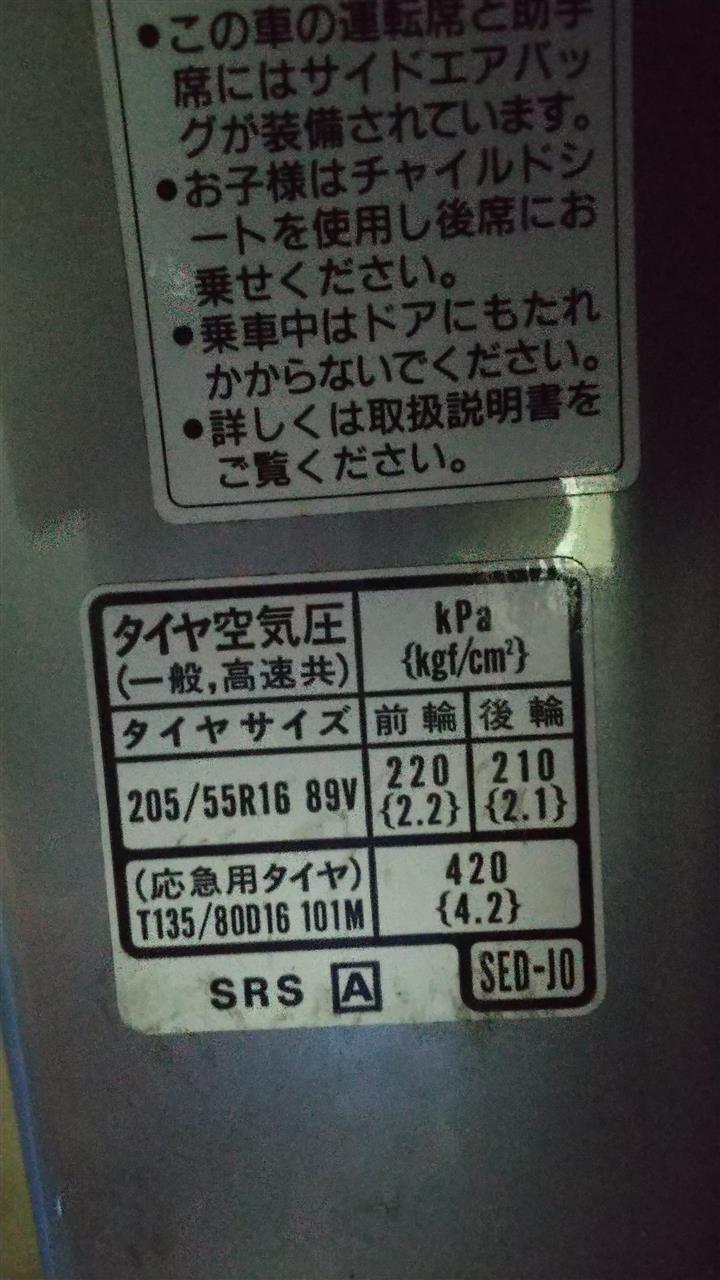 ●この車の運転席と助手
席にはサイドエアバッ
グが装備されています。
●お子様はチャイルドシ
ートを使用し後席にお
乗せください。
●乗車中はドアにもたれ
かからないでください。
●詳しくは取扱説明書を
ご覧ください。
タイヤ空気圧 kPa
(一般,高速共) {kgf/cm²}
タイヤサイズ 前輪 後輪
205/55R16 89V 220 210
{2.2} {2.1}
(応急用タイヤ) 420
T135/80D16 101M {4.2}
SRS A SED-J0